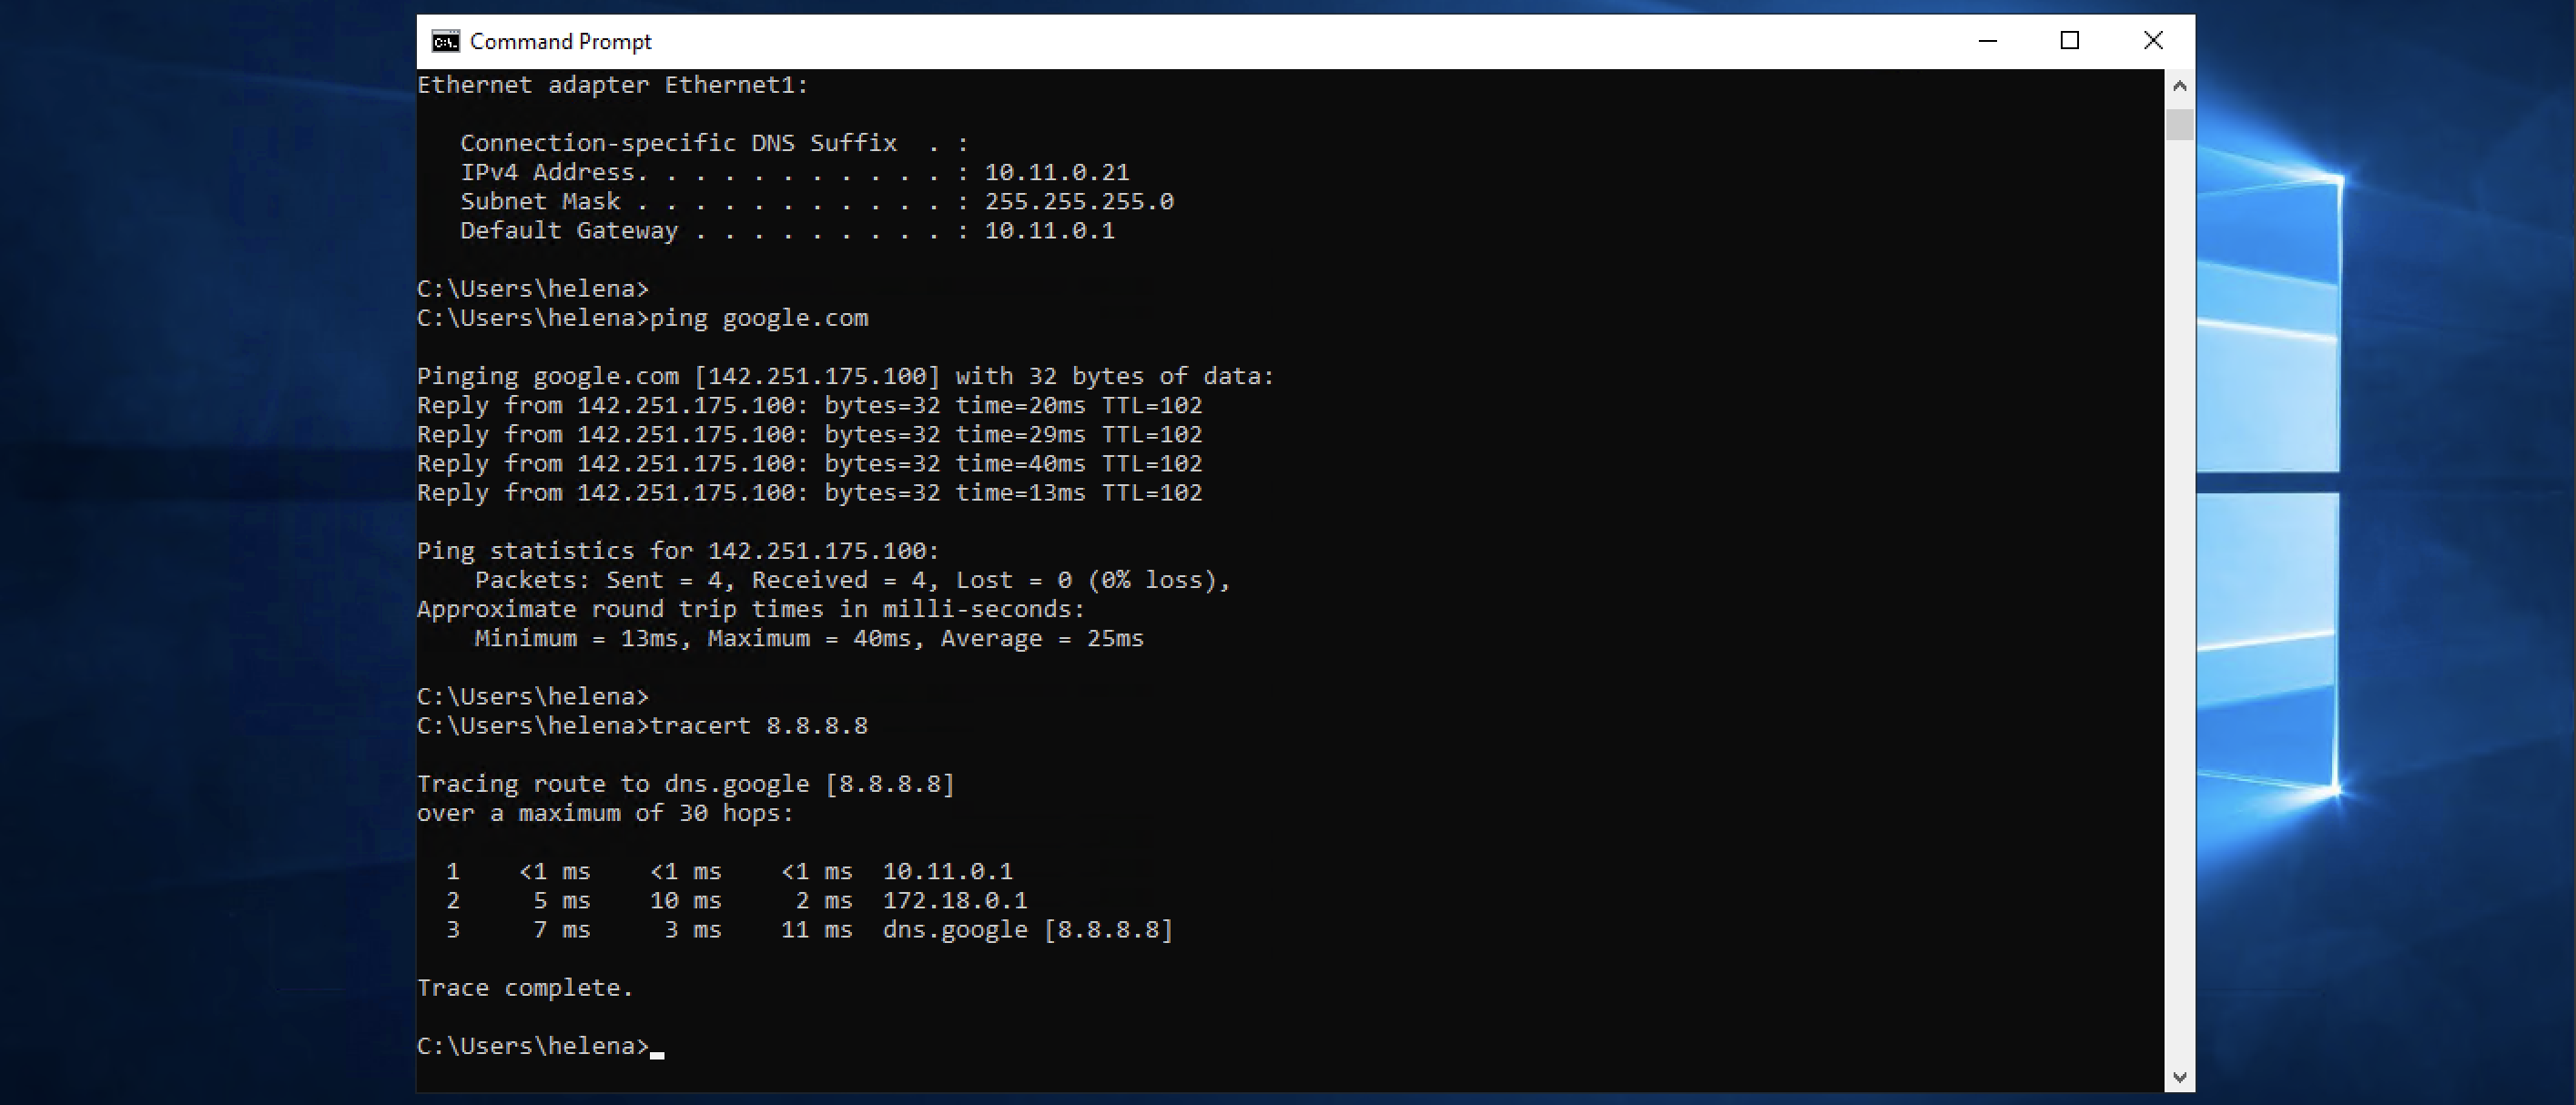 Command Prompt
Ethernet adapter Ethernet1:
   Connection-specific DNS Suffix  . :
   IPv4 Address. . . . . . . . . . . : 10.11.0.21
   Subnet Mask . . . . . . . . . . . : 255.255.255.0
   Default Gateway . . . . . . . . . : 10.11.0.1
C:\Users\helena>
C:\Users\helena>ping google.com
Pinging google.com [142.251.175.100] with 32 bytes of data:
Reply from 142.251.175.100: bytes=32 time=20ms TTL=102
Reply from 142.251.175.100: bytes=32 time=29ms TTL=102
Reply from 142.251.175.100: bytes=32 time=40ms TTL=102
Reply from 142.251.175.100: bytes=32 time=13ms TTL=102
Ping statistics for 142.251.175.100:
    Packets: Sent = 4, Received = 4, Lost = 0 (0% loss),
Approximate round trip times in milli-seconds:
    Minimum = 13ms, Maximum = 40ms, Average = 25ms
C:\Users\helena>
C:\Users\helena>tracert 8.8.8.8
Tracing route to dns.google [8.8.8.8]
over a maximum of 30 hops:
  1    <1 ms    <1 ms    <1 ms  10.11.0.1
  2     5 ms    10 ms     2 ms  172.18.0.1
  3     7 ms     3 ms    11 ms  dns.google [8.8.8.8]
Trace complete.
C:\Users\helena>